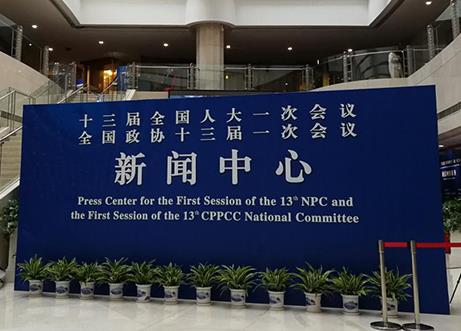 十三届全国人大一次会议
全国政协十三届一次会议
新闻中心
Press Center for the First Session of the 13th NPC and
the First Session of the 13th CPPCC National Committee